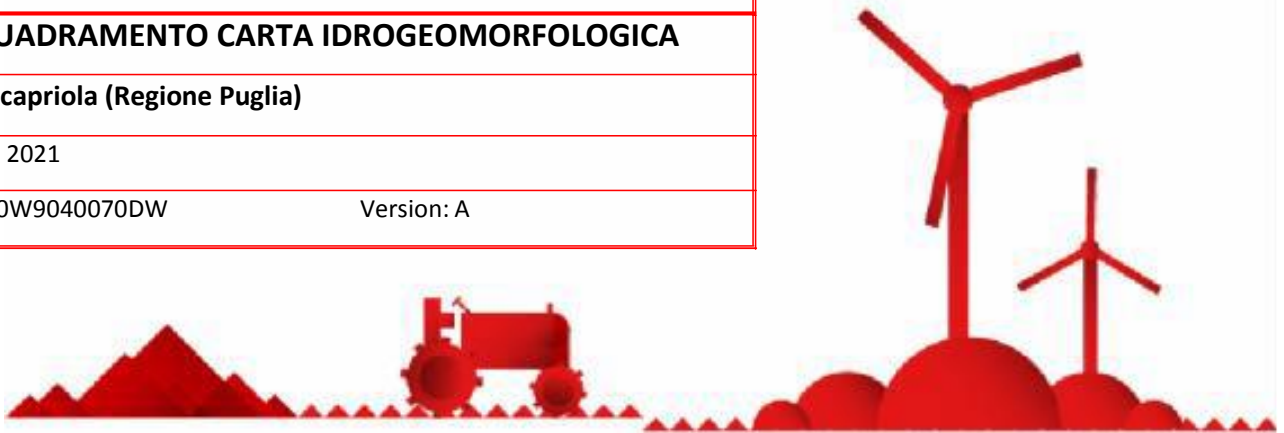 UADRAMENTO CARTA IDROGEOMORFOLOGICA
capriola (Regione Puglia)
2021
0W9040070DW Version: A